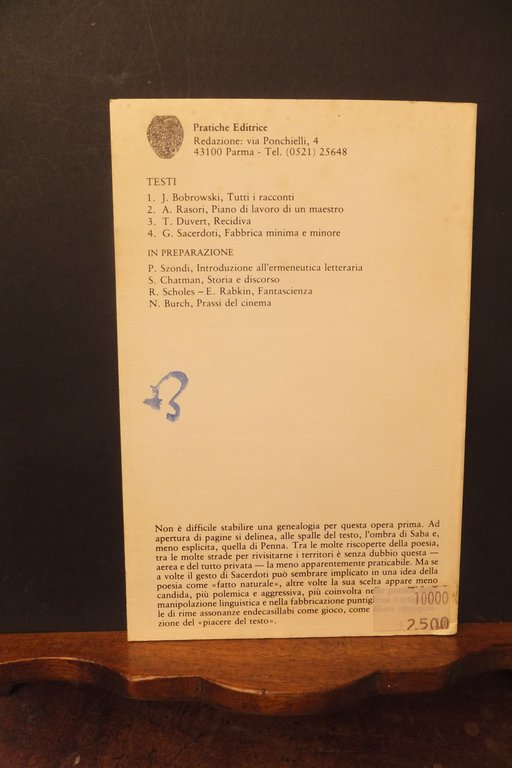 Pratiche Editrice
Redazione: via Ponchielli, 4
43100 Parma - Tel. (0521) 25648
TESTI
1. J. Bobrowski, Tutti i racconti
2. A. Rasori, Piano di lavoro di un maestro
3. T. Duvert, Recidiva
4. G. Sacerdoti, Fabbrica minima e minore
IN PREPARAZIONE
P. Szondi, Introduzione all'ermeneutica letteraria
S. Chatman, Storia e discorso
R. Scholes – E. Rabkin, Fantascienza
N. Burch, Prassi del cinema
Non è difficile stabilire una genealogia per questa opera prima. Ad
apertura di pagine si delinea, alle spalle del testo, l'ombra di Saba e,
meno esplicita, quella di Penna. Tra le molte riscoperte della poesia,
tra le molte strade per rivisitarne i territori è senza dubbio questa —
aerea e del tutto privata — la meno apparentemente praticabile. Ma se
a volte il gesto di Sacerdoti può sembrare implicato in una idea della
poesia come «fatto naturale», altre volte la sua scelta appare meno
candida, più polemica e aggressiva, più coinvolta nella
manipolazione linguistica e nella fabbricazione
le di rime assonanze endecasillabi come gioco, come
zione del «piacere del testo».
10000
2.500